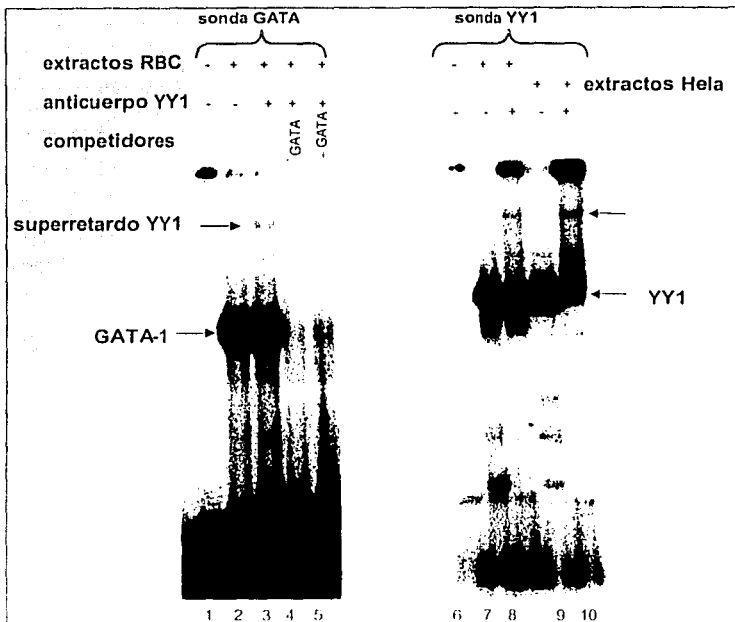 sonda GATA
sonda YY1
extractos RBC - + + + +
- + +
+ + extractos Hela
anticuerpo YY1 - - + + +
- - + - +
competidores GATA - GATA
superretardo YY1
GATA-1
YY1
1 2 3 4 5
6 7 8 9 10